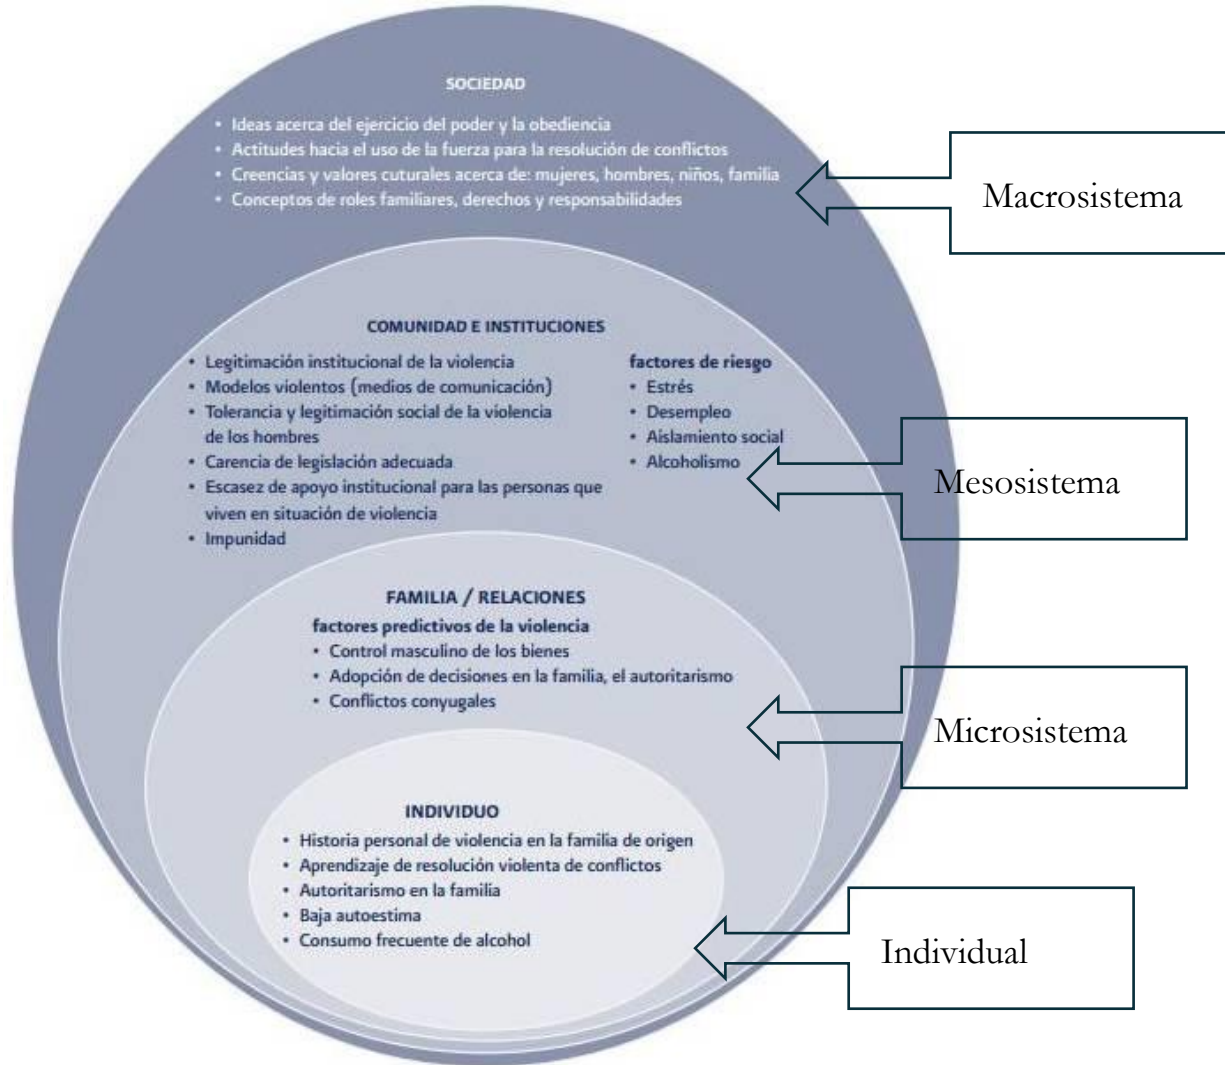 SOCIEDAD
• Ideas acerca del ejercicio del poder y la obediencia
• Actitudes hacia el uso de la fuerza para la resolución de conflictos
• Creencias y valores cuturales acerca de: mujeres, hombres, niños, familia
• Conceptos de roles familiares, derechos y responsabilidades
Macrosistema
COMUNIDAD E INSTITUCIONES
• Legitimación institucional de la violencia
• Modelos violentos (medios de comunicación)
• Tolerancia y legitimación social de la violencia
de los hombres
• Carencia de legislación adecuada
• Escasez de apoyo institucional para las personas que
viven en situación de violencia
• Impunidad
factores de riesgo
• Estrés
• Desempleo
• Aislamiento social
• Alcoholismo
Mesosistema
FAMILIA / RELACIONES
factores predictivos de la violencia
• Control masculino de los bienes
• Adopción de decisiones en la familia, el autoritarismo
• Conflictos conyugales
Microsistema
INDIVIDUO
• Historia personal de violencia en la familia de origen
• Aprendizaje de resolución violenta de conflictos
• Autoritarismo en la familia
• Baja autoestima
• Consumo frecuente de alcohol
Individual